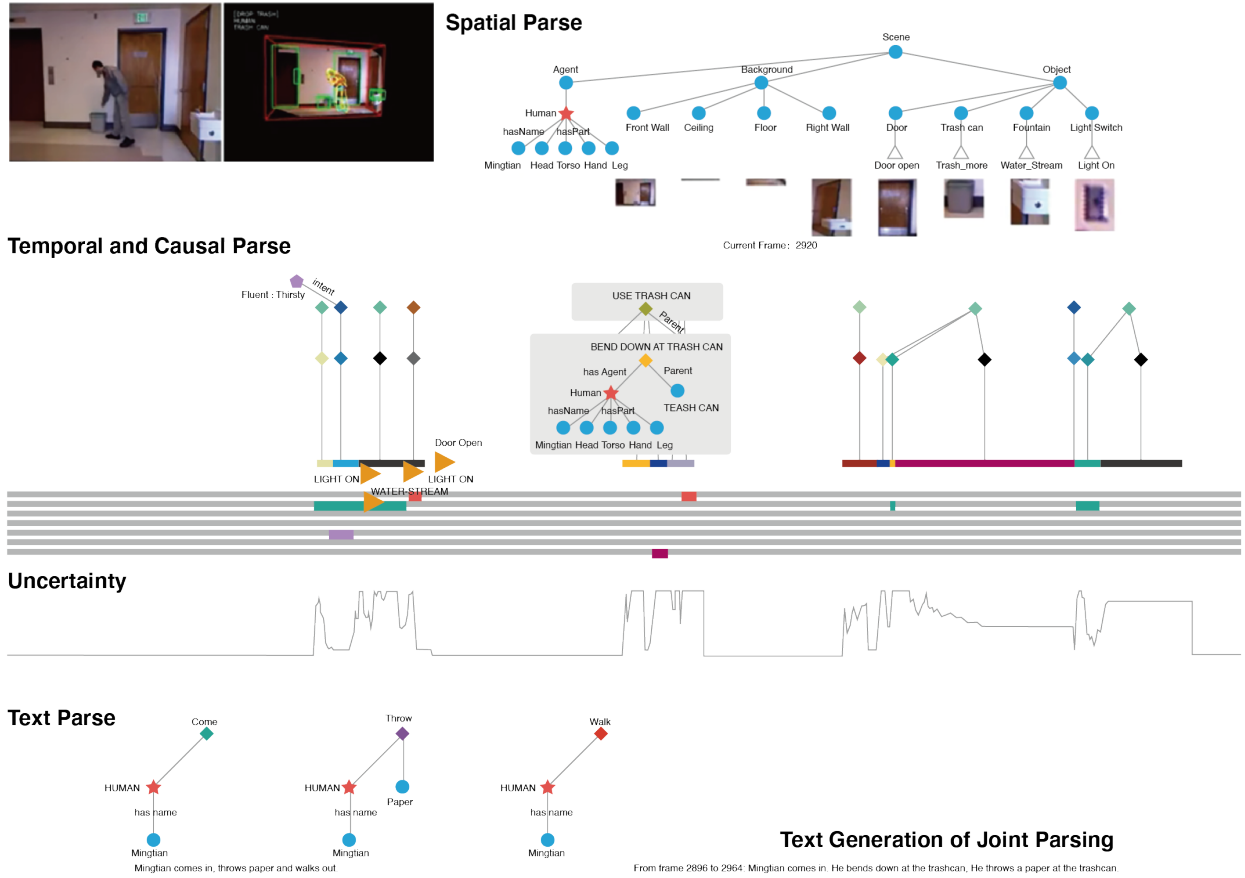 [DROP TRASH]
HUMAN
TRASH CAN
Spatial Parse
Scene
Agent
Background
Object
Human
Front Wall
Ceiling
Floor
Right Wall
Door
Trash can
Fountain
Light Switch
hasName
hasPart
Mingtian
Head
Torso
Hand
Leg
Door open
Trash_more
Water_Stream
Light On
Current Frame: 2920
Temporal and Causal Parse
intent
Fluent : Thirsty
USE TRASH CAN
Parent
BEND DOWN AT TRASH CAN
has Agent
Parent
Human
TEASH CAN
hasName
hasPart
Mingtian
Head
Torso
Hand
Leg
Door Open
LIGHT ON
LIGHT ON
WATER-STREAM
Uncertainty
Text Parse
Come
Throw
Walk
HUMAN
HUMAN
HUMAN
Paper
has name
has name
has name
Mingtian
Mingtian
Mingtian
Mingtian comes in, throws paper and walks out.
Text Generation of Joint Parsing
From frame 2896 to 2964: Mingtian comes in. He bends down at the trashcan, He throws a paper at the trashcan.